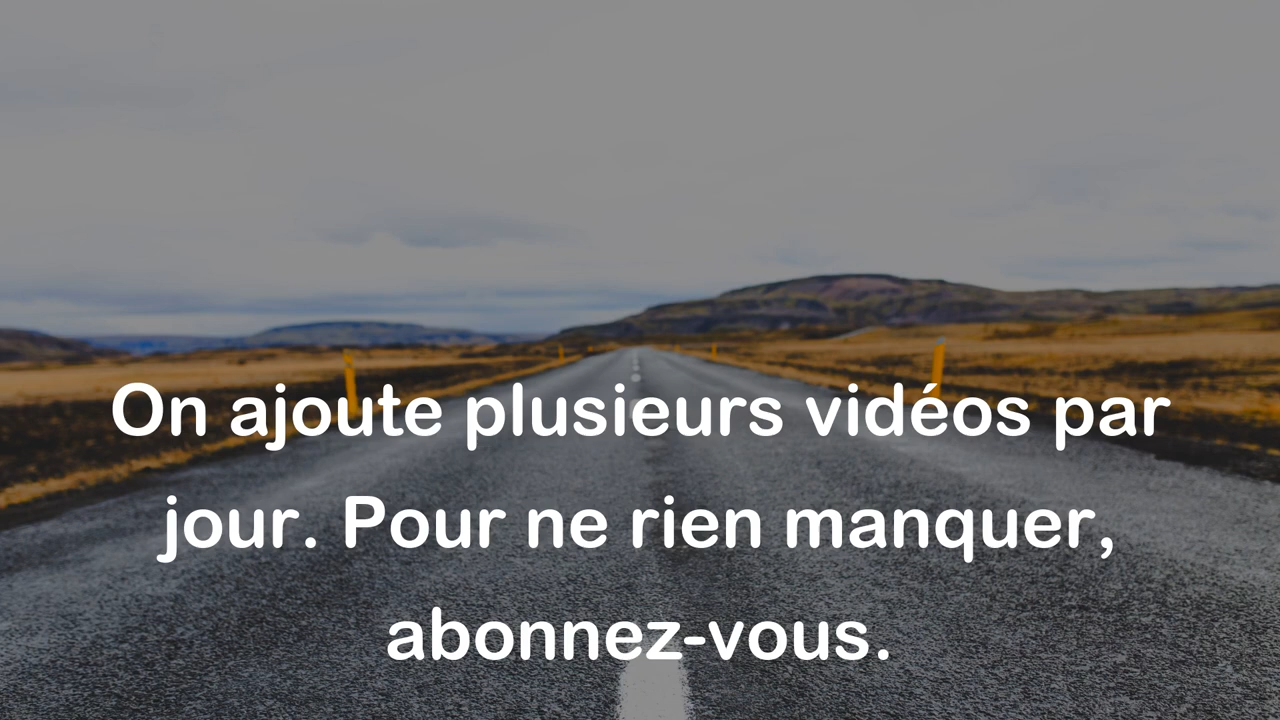 On ajoute plusieurs vidéos par
jour. Pour ne rien manquer,
abonnez-vous.